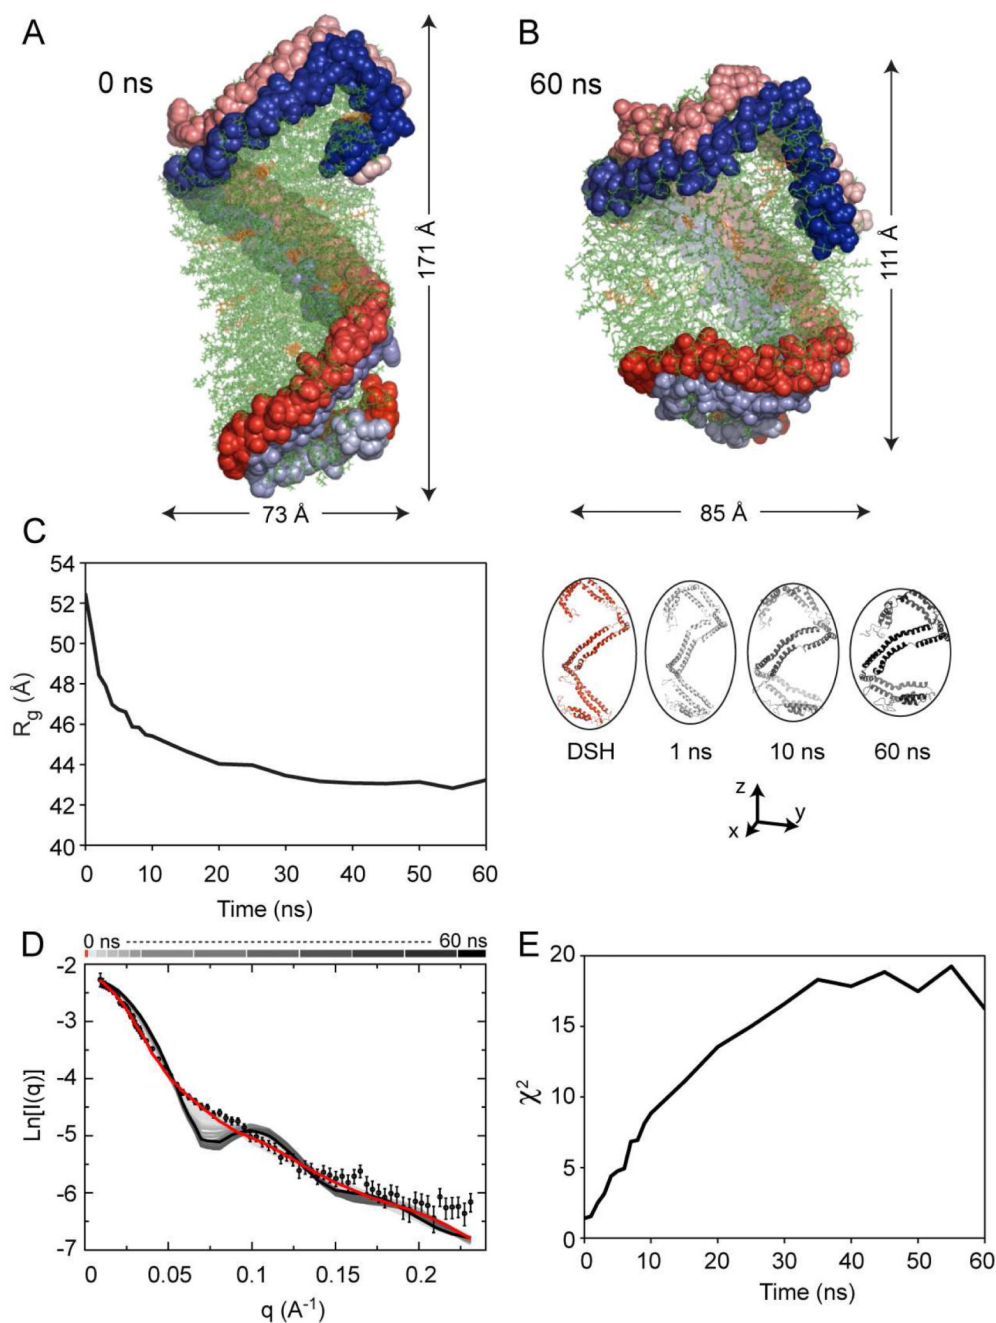 A
0 ns
171 Å
73 Å
B
60 ns
111 Å
85 Å
C
54
52
50
48
46
44
42
40
Rg (Å)
0 10 20 30 40 50 60
Time (ns)
DSH 1 ns 10 ns 60 ns
z
y
x
D
0 ns 60 ns
-2
-3
-4
-5
-6
-7
Ln[I(q)]
0 0.05 0.1 0.15 0.2
q (A⁻¹)
E
20
15
10
5
0
χ²
0 10 20 30 40 50 60
Time (ns)